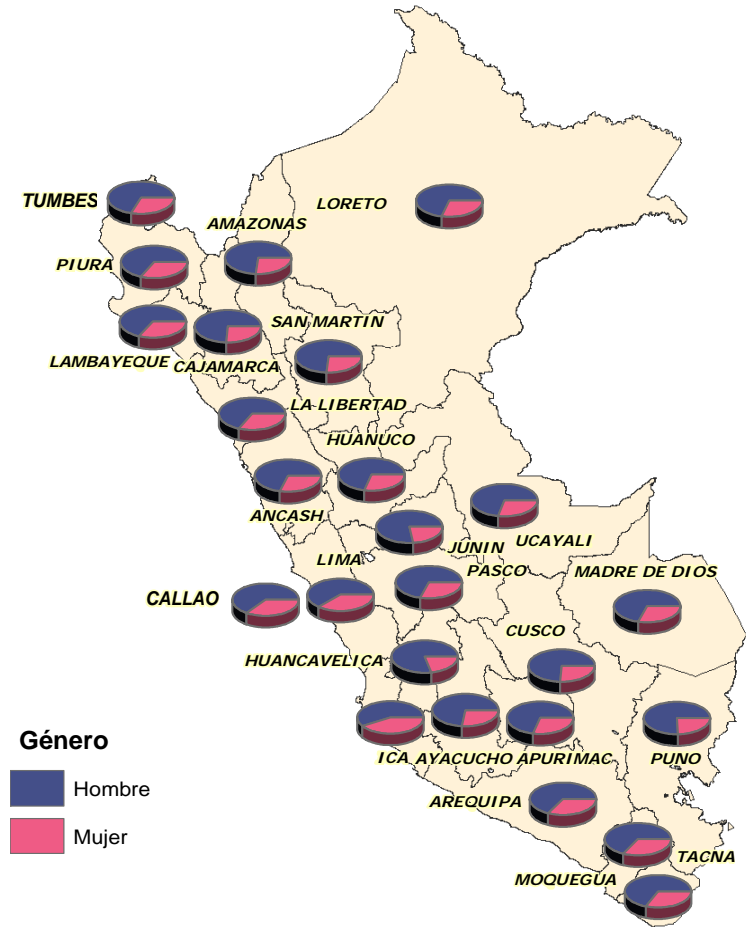 TUMBES
LORETO
AMAZONAS
PIURA
SAN MARTIN
LAMBAYEQUE
CAJAMARCA
LA LIBERTAD
HUANUCO
ANCASH
UCAYALI
JUNIN
LIMA
PASCO
MADRE DE DIOS
CALLAO
CUSCO
HUANCAVELICA
ICA
AYACUCHO
APURIMAC
PUNO
Género
Hombre
AREQUIPA
Mujer
TACNA
MOQUEGUA